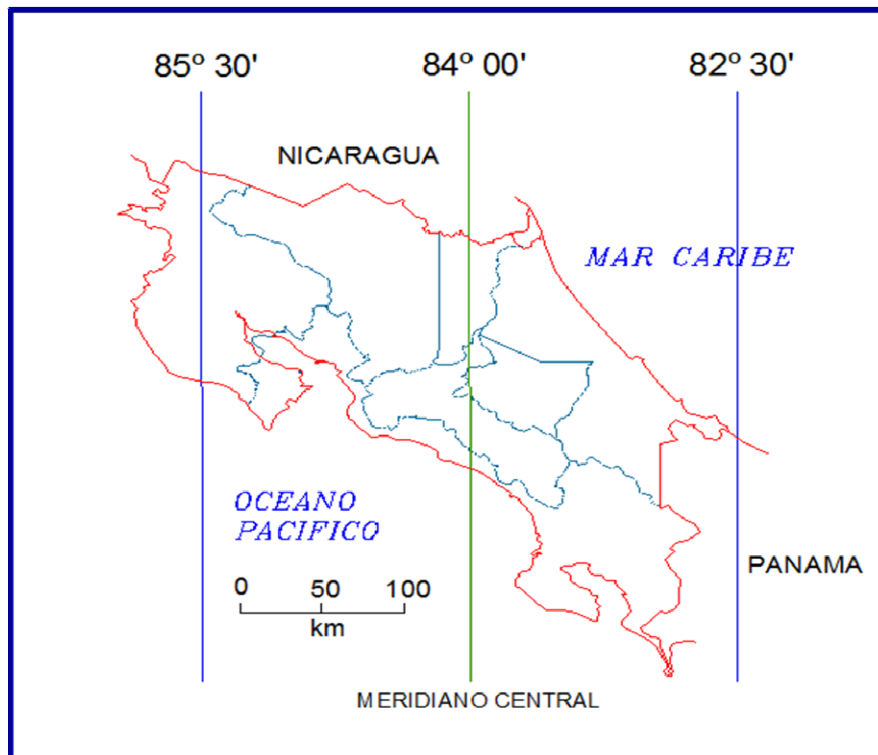 85º 30' 84º 00' 82º 30'
NICARAGUA
MAR CARIBE
OCEANO
PACIFICO
PANAMA
0 50 100
km
MERIDIANO CENTRAL